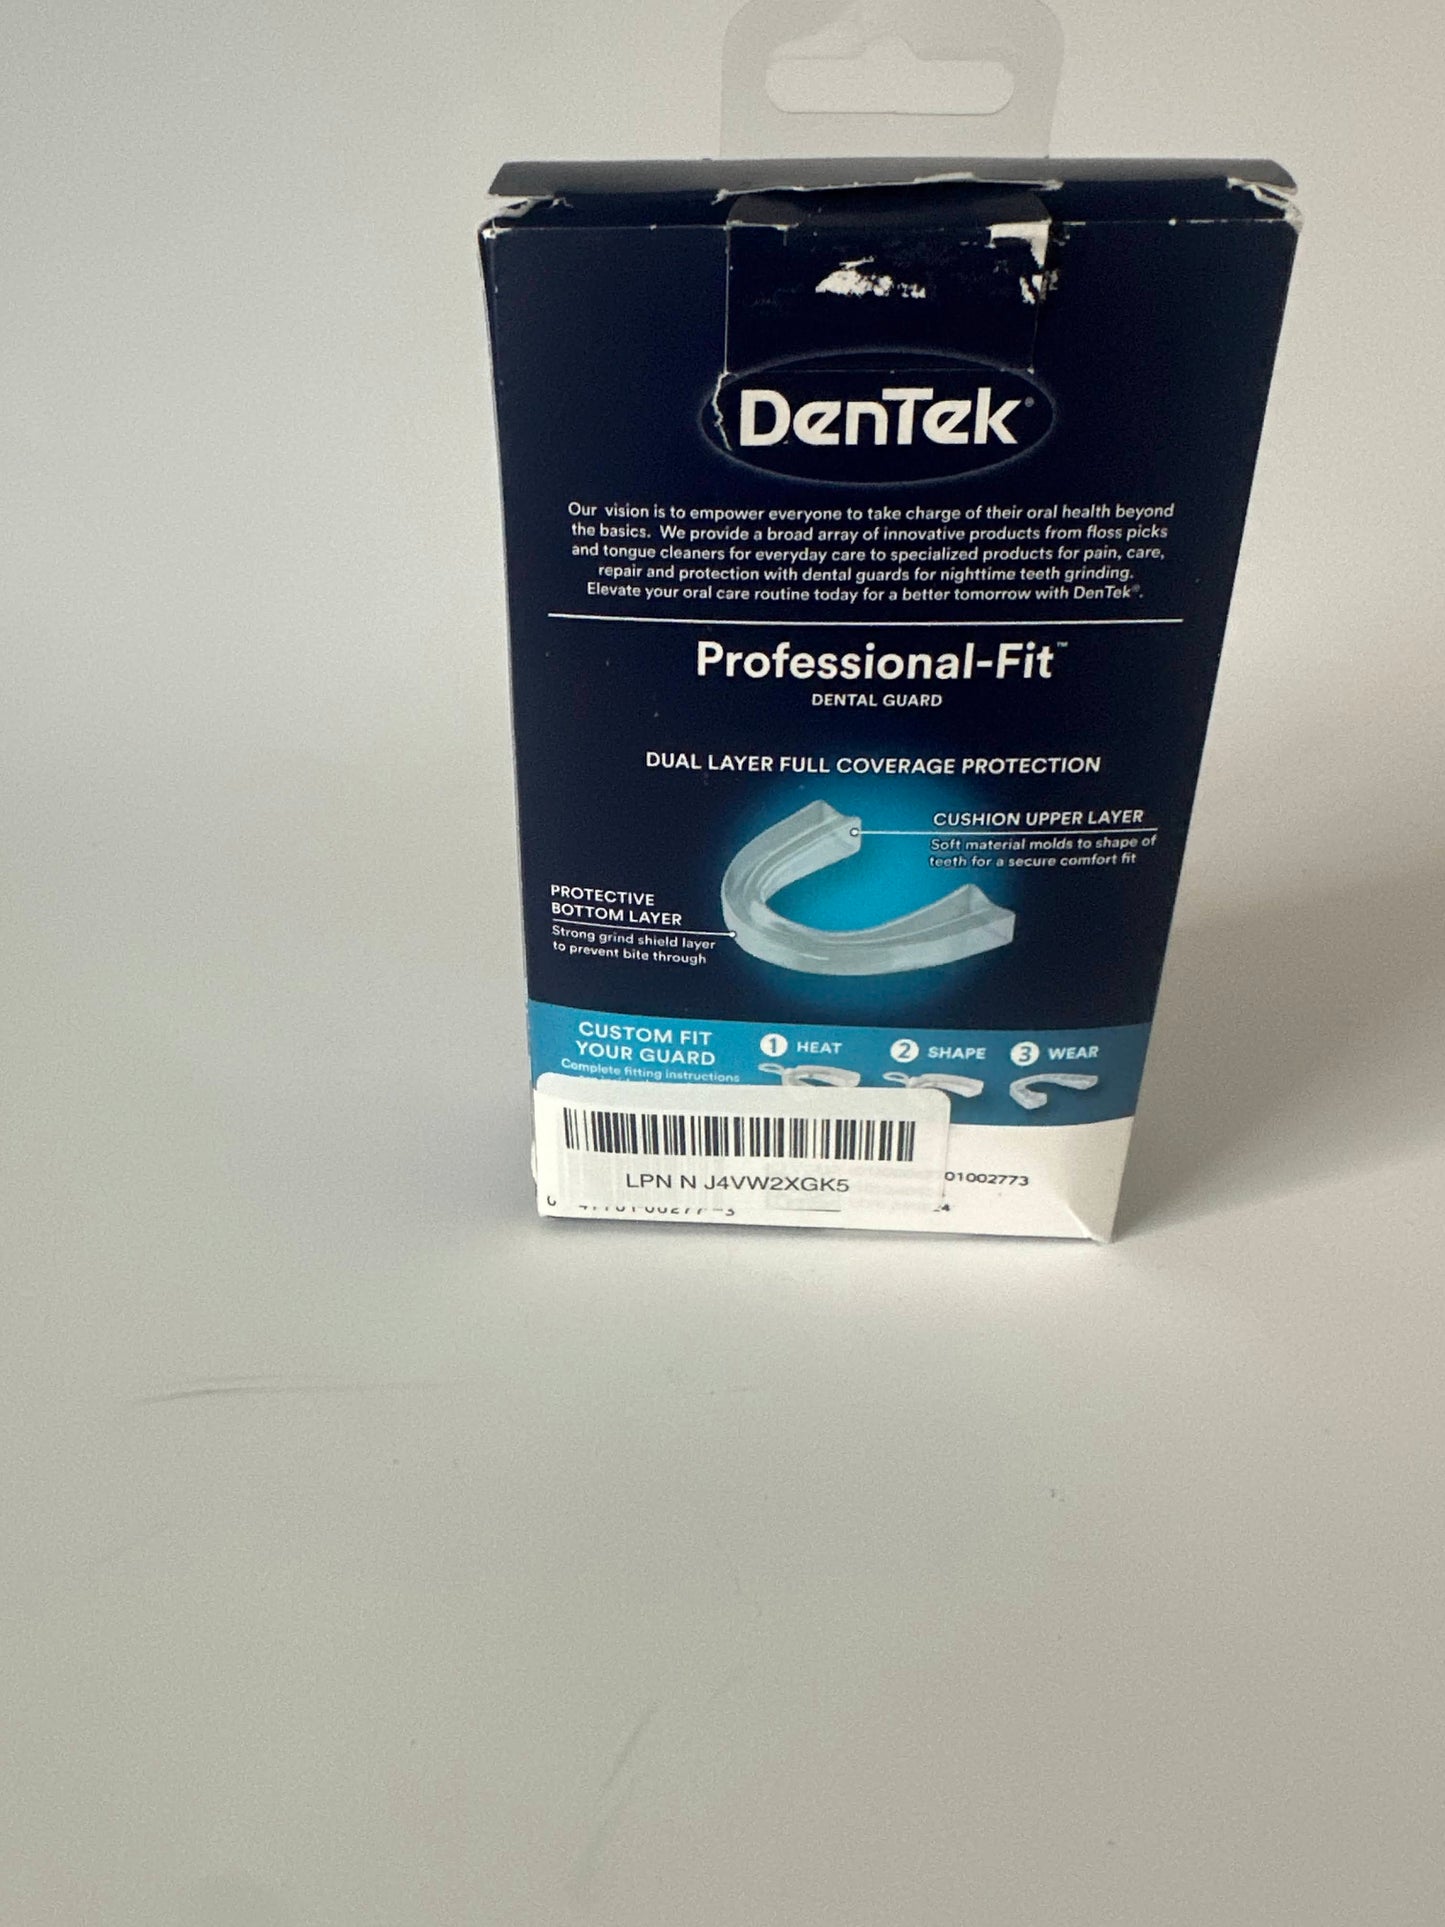 DenTek
Our vision is to empower everyone to take charge of their oral health beyond
the basics. We provide a broad array of innovative products from floss picks
and tongue cleaners for everyday care to specialized products for pain, care,
repair and protection with dental guards for nighttime teeth grinding.
Elevate your oral care routine today for a better tomorrow with DenTek®.
Professional-Fit™
DENTAL GUARD
DUAL LAYER FULL COVERAGE PROTECTION
CUSHION UPPER LAYER
Soft material molds to shape of
teeth for a secure comfort fit
PROTECTIVE
BOTTOM LAYER
Strong grind shield layer
to prevent bite through
CUSTOM FIT
YOUR GUARD
Complete fitting instructions
1 HEAT
2 SHAPE
3 WEAR
LPN N J4VW2XGK5
01002773